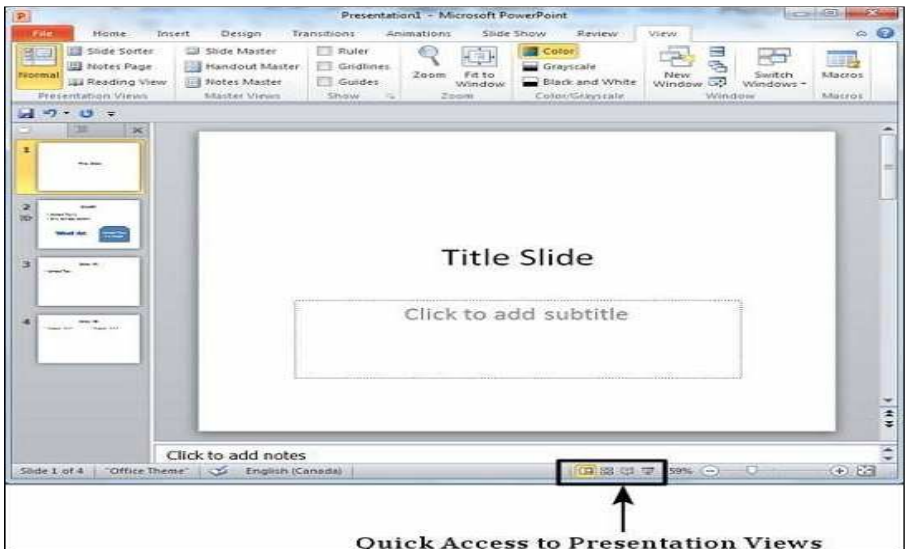 Presentation1 - Microsoft PowerPoint
File Home Insert Design Transitions Animations Slide Show Review View
Normal
Slide Sorter
Notes Page
Reading View
Presentation Views
Slide Master
Handout Master
Notes Master
Master Views
Ruler
Gridlines
Guides
Show
Zoom
Fit to
Window
Zoom
Color
Grayscale
Black and White
Color/Grayscale
New
Window
Switch
Windows
Window
Macros
Macros
1
2
3
4
Title Slide
Click to add subtitle
Click to add notes
Slide 1 of 4 "Office Theme" English (Canada) 59%
Quick Access to Presentation Views